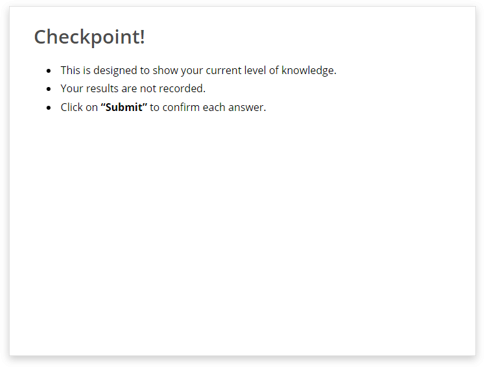 Checkpoint!
• This is designed to show your current level of knowledge.
• Your results are not recorded.
• Click on “Submit” to confirm each answer.